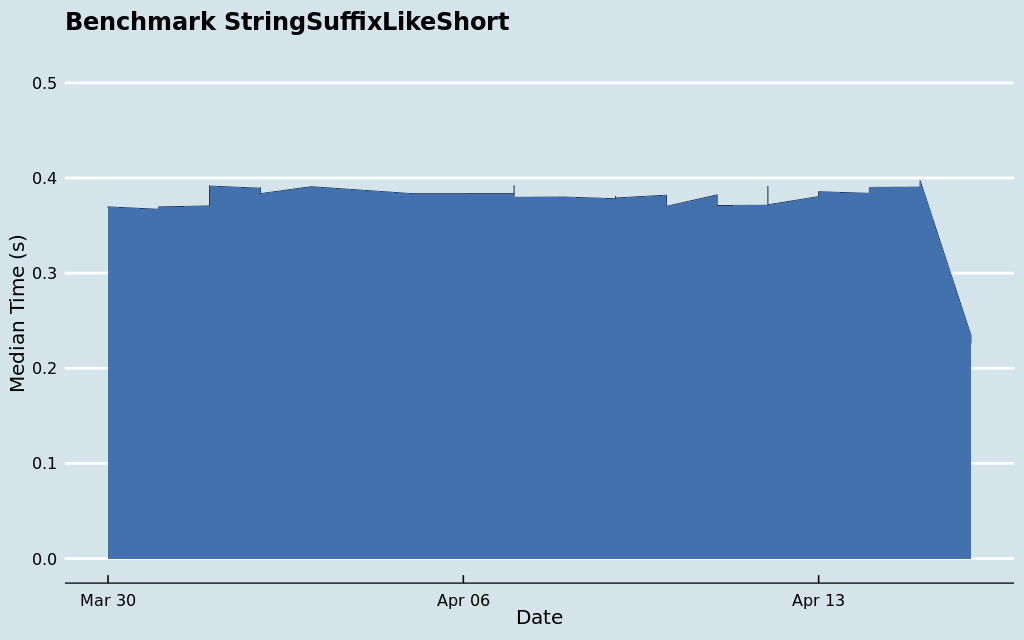 Benchmark StringSuffixLikeShort
0.5
0.4
0.3
0.2
0.1
0.0
Median Time (s)
Mar 30
Apr 06
Apr 13
Date